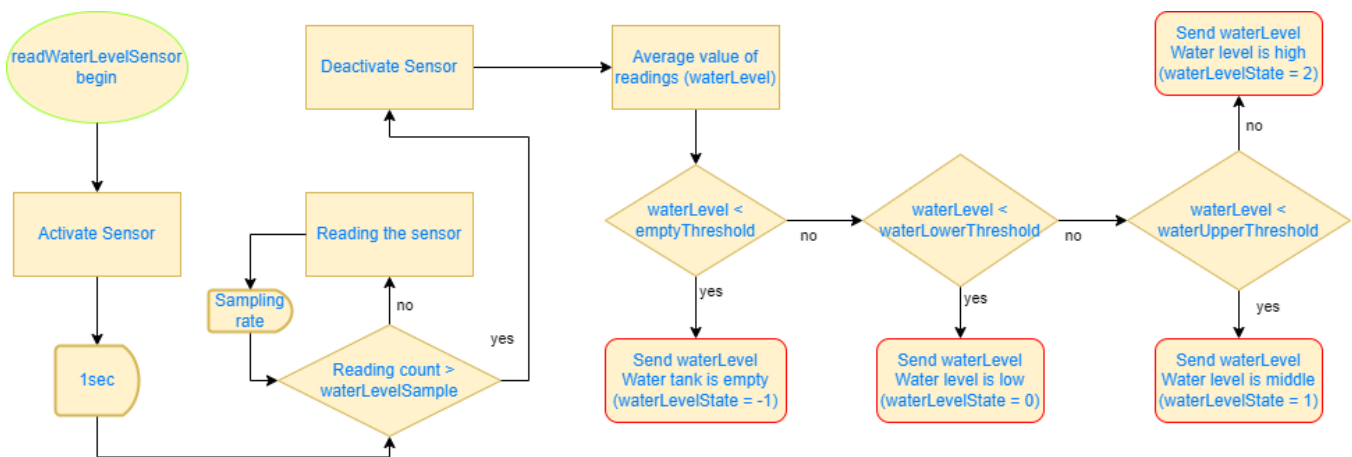 readWaterLevelSensor
begin
Activate Sensor
1sec
Reading count >
waterLevelSample
no
Reading the sensor
Sampling
rate
yes
Deactivate Sensor
Average value of
readings (waterLevel)
waterLevel <
emptyThreshold
yes
Send waterLevel
Water tank is empty
(waterLevelState = -1)
no
waterLevel <
waterLowerThreshold
yes
Send waterLevel
Water level is low
(waterLevelState = 0)
no
waterLevel <
waterUpperThreshold
yes
Send waterLevel
Water level is middle
(waterLevelState = 1)
no
Send waterLevel
Water level is high
(waterLevelState = 2)